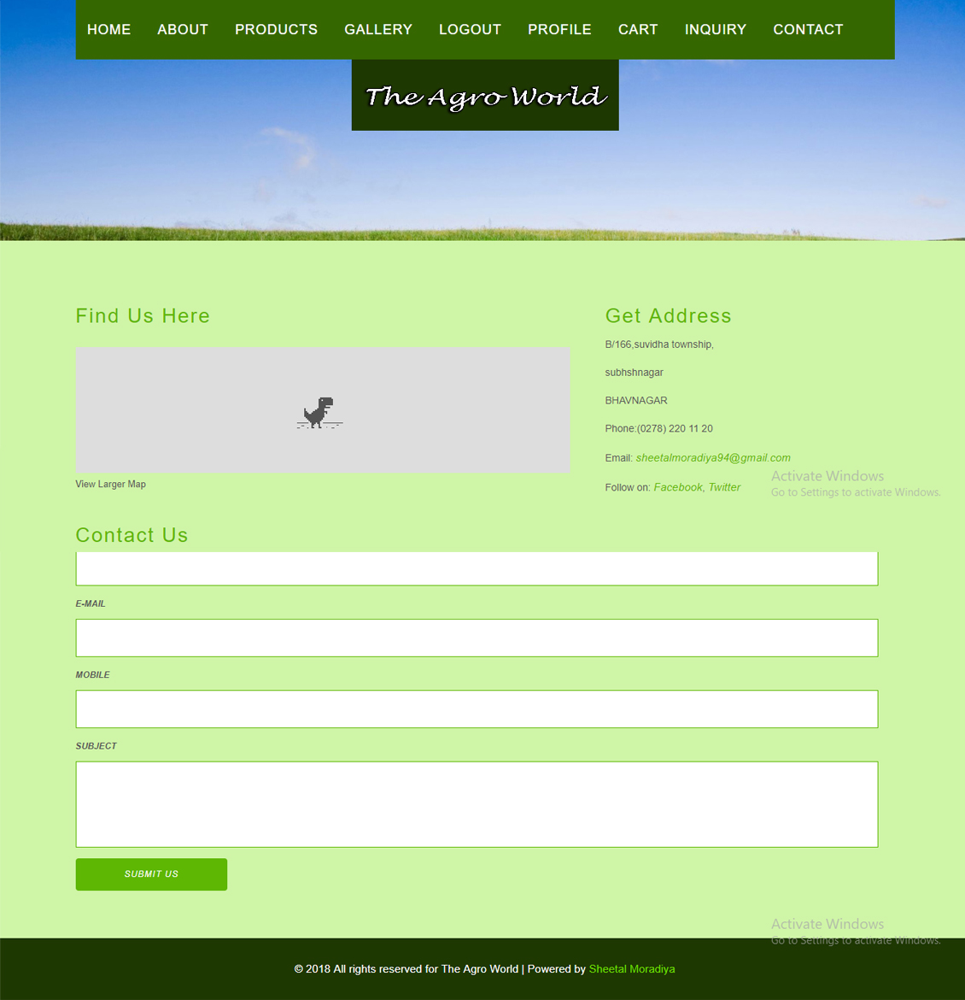 HOME ABOUT PRODUCTS GALLERY LOGOUT PROFILE CART INQUIRY CONTACT
The Agro World
Find Us Here
View Larger Map
Get Address
B/166,suvidha township,
subhshnagar
BHAVNAGAR
Phone:(0278) 220 11 20
Email: sheetalmoradiya94@gmail.com
Follow on: Facebook, Twitter
Activate Windows
Go to Settings to activate Windows.
Contact Us
E-MAIL
MOBILE
SUBJECT
SUBMIT US
Activate Windows
Go to Settings to activate Windows.
© 2018 All rights reserved for The Agro World | Powered by Sheetal Moradiya